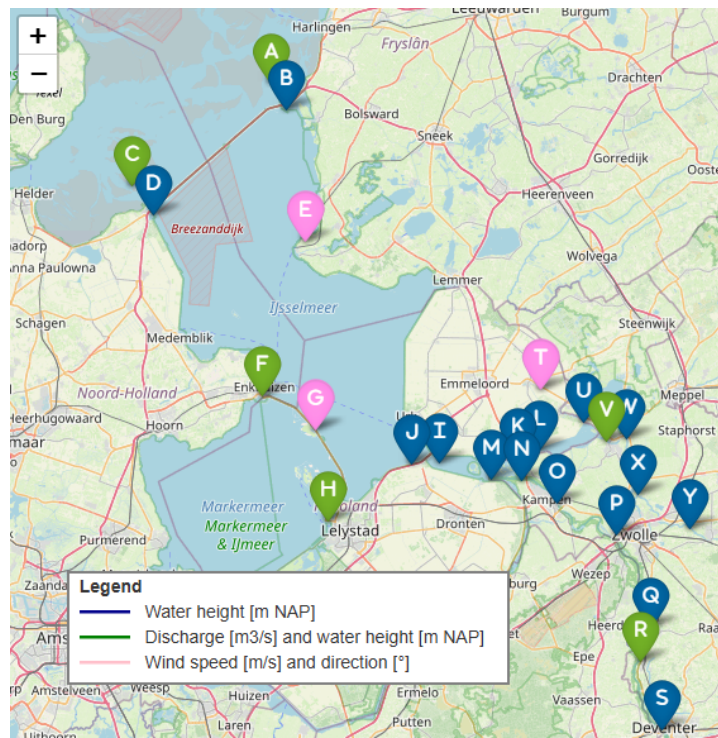 +
−
Harlingen
Leeuwarden
Burgum
Fryslân
A
B
Drachten
Texel
Den Burg
Bolsward
Sneek
Gorredijk
C
D
Helder
Heerenveen
E
Breezanddijk
Anna Paulowna
Wolvega
Lemmer
IJsselmeer
Schagen
Steenwijk
Medemblik
F
T
Emmeloord
Noord-Holland
G
U
V
W
Meppel
Heerhugowaard
Hoorn
Staphorst
J
I
K
L
M
N
O
X
H
P
Y
Markermeer
Markermeer
& IJmeer
Kampen
Purmerend
Lelystad
Dronten
Zwolle
Wezep
Legend
Water height [m NAP]
Discharge [m3/s] and water height [m NAP]
Wind speed [m/s] and direction [°]
Q
R
Epe
Amstelveen
Weesp
Huizen
Ermelo
Vaassen
S
Laren
Putten
Deventer